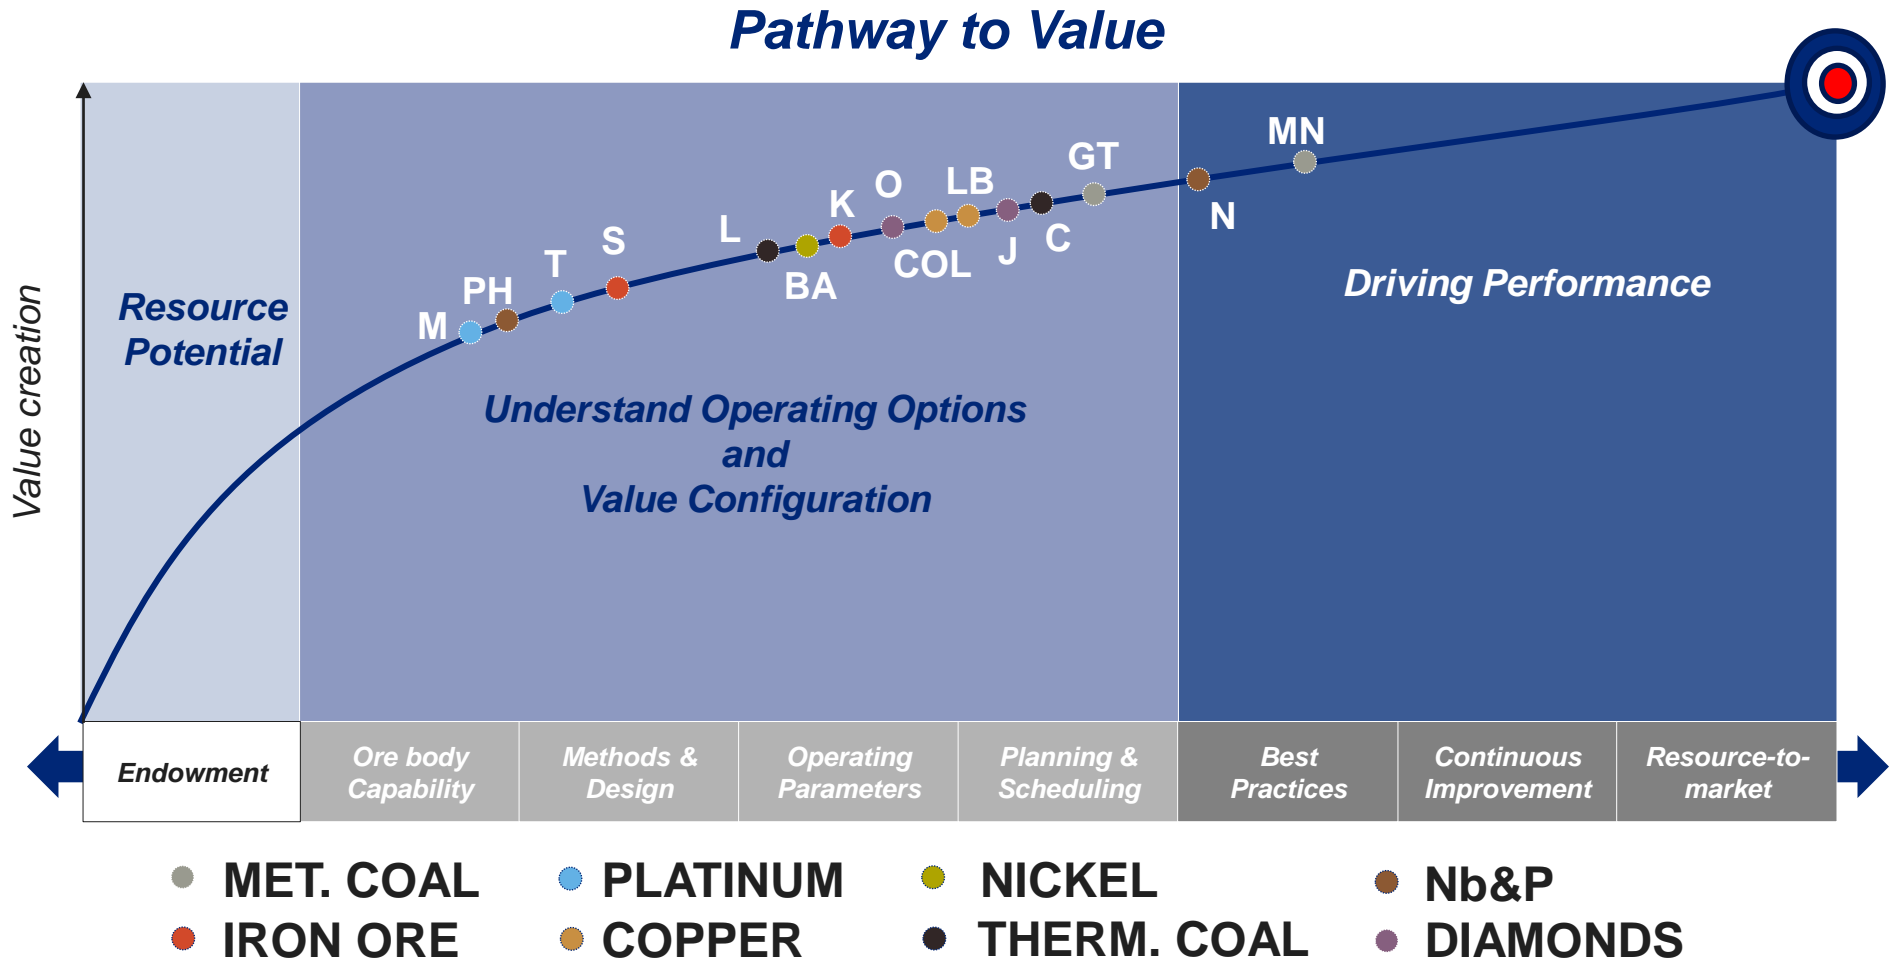 Pathway to Value
Value creation
Resource
Potential
M
PH
T
S
L
BA
K
O
COL
LB
J
C
GT
N
MN
Understand Operating Options
and
Value Configuration
Driving Performance
Endowment
Ore body
Capability
Methods &
Design
Operating
Parameters
Planning &
Scheduling
Best
Practices
Continuous
Improvement
Resource-to-
market
MET. COAL
PLATINUM
NICKEL
Nb&P
IRON ORE
COPPER
THERM. COAL
DIAMONDS